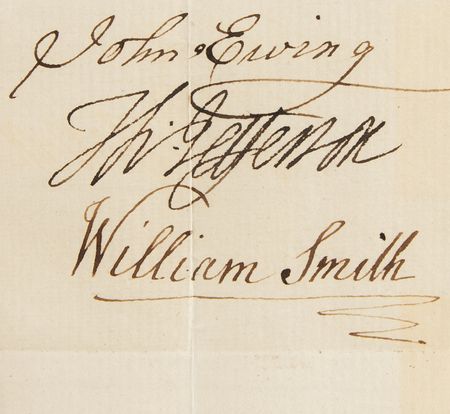 John Ewing
Th: Jefferson
William Smith